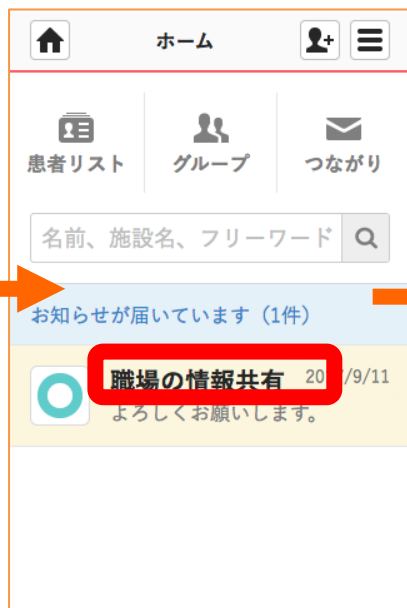 ホーム
患者リスト グループ つながり
名前、施設名、フリーワード
お知らせが届いています（1件）
職場の情報共有 20 /9/11
よろしくお願いします。